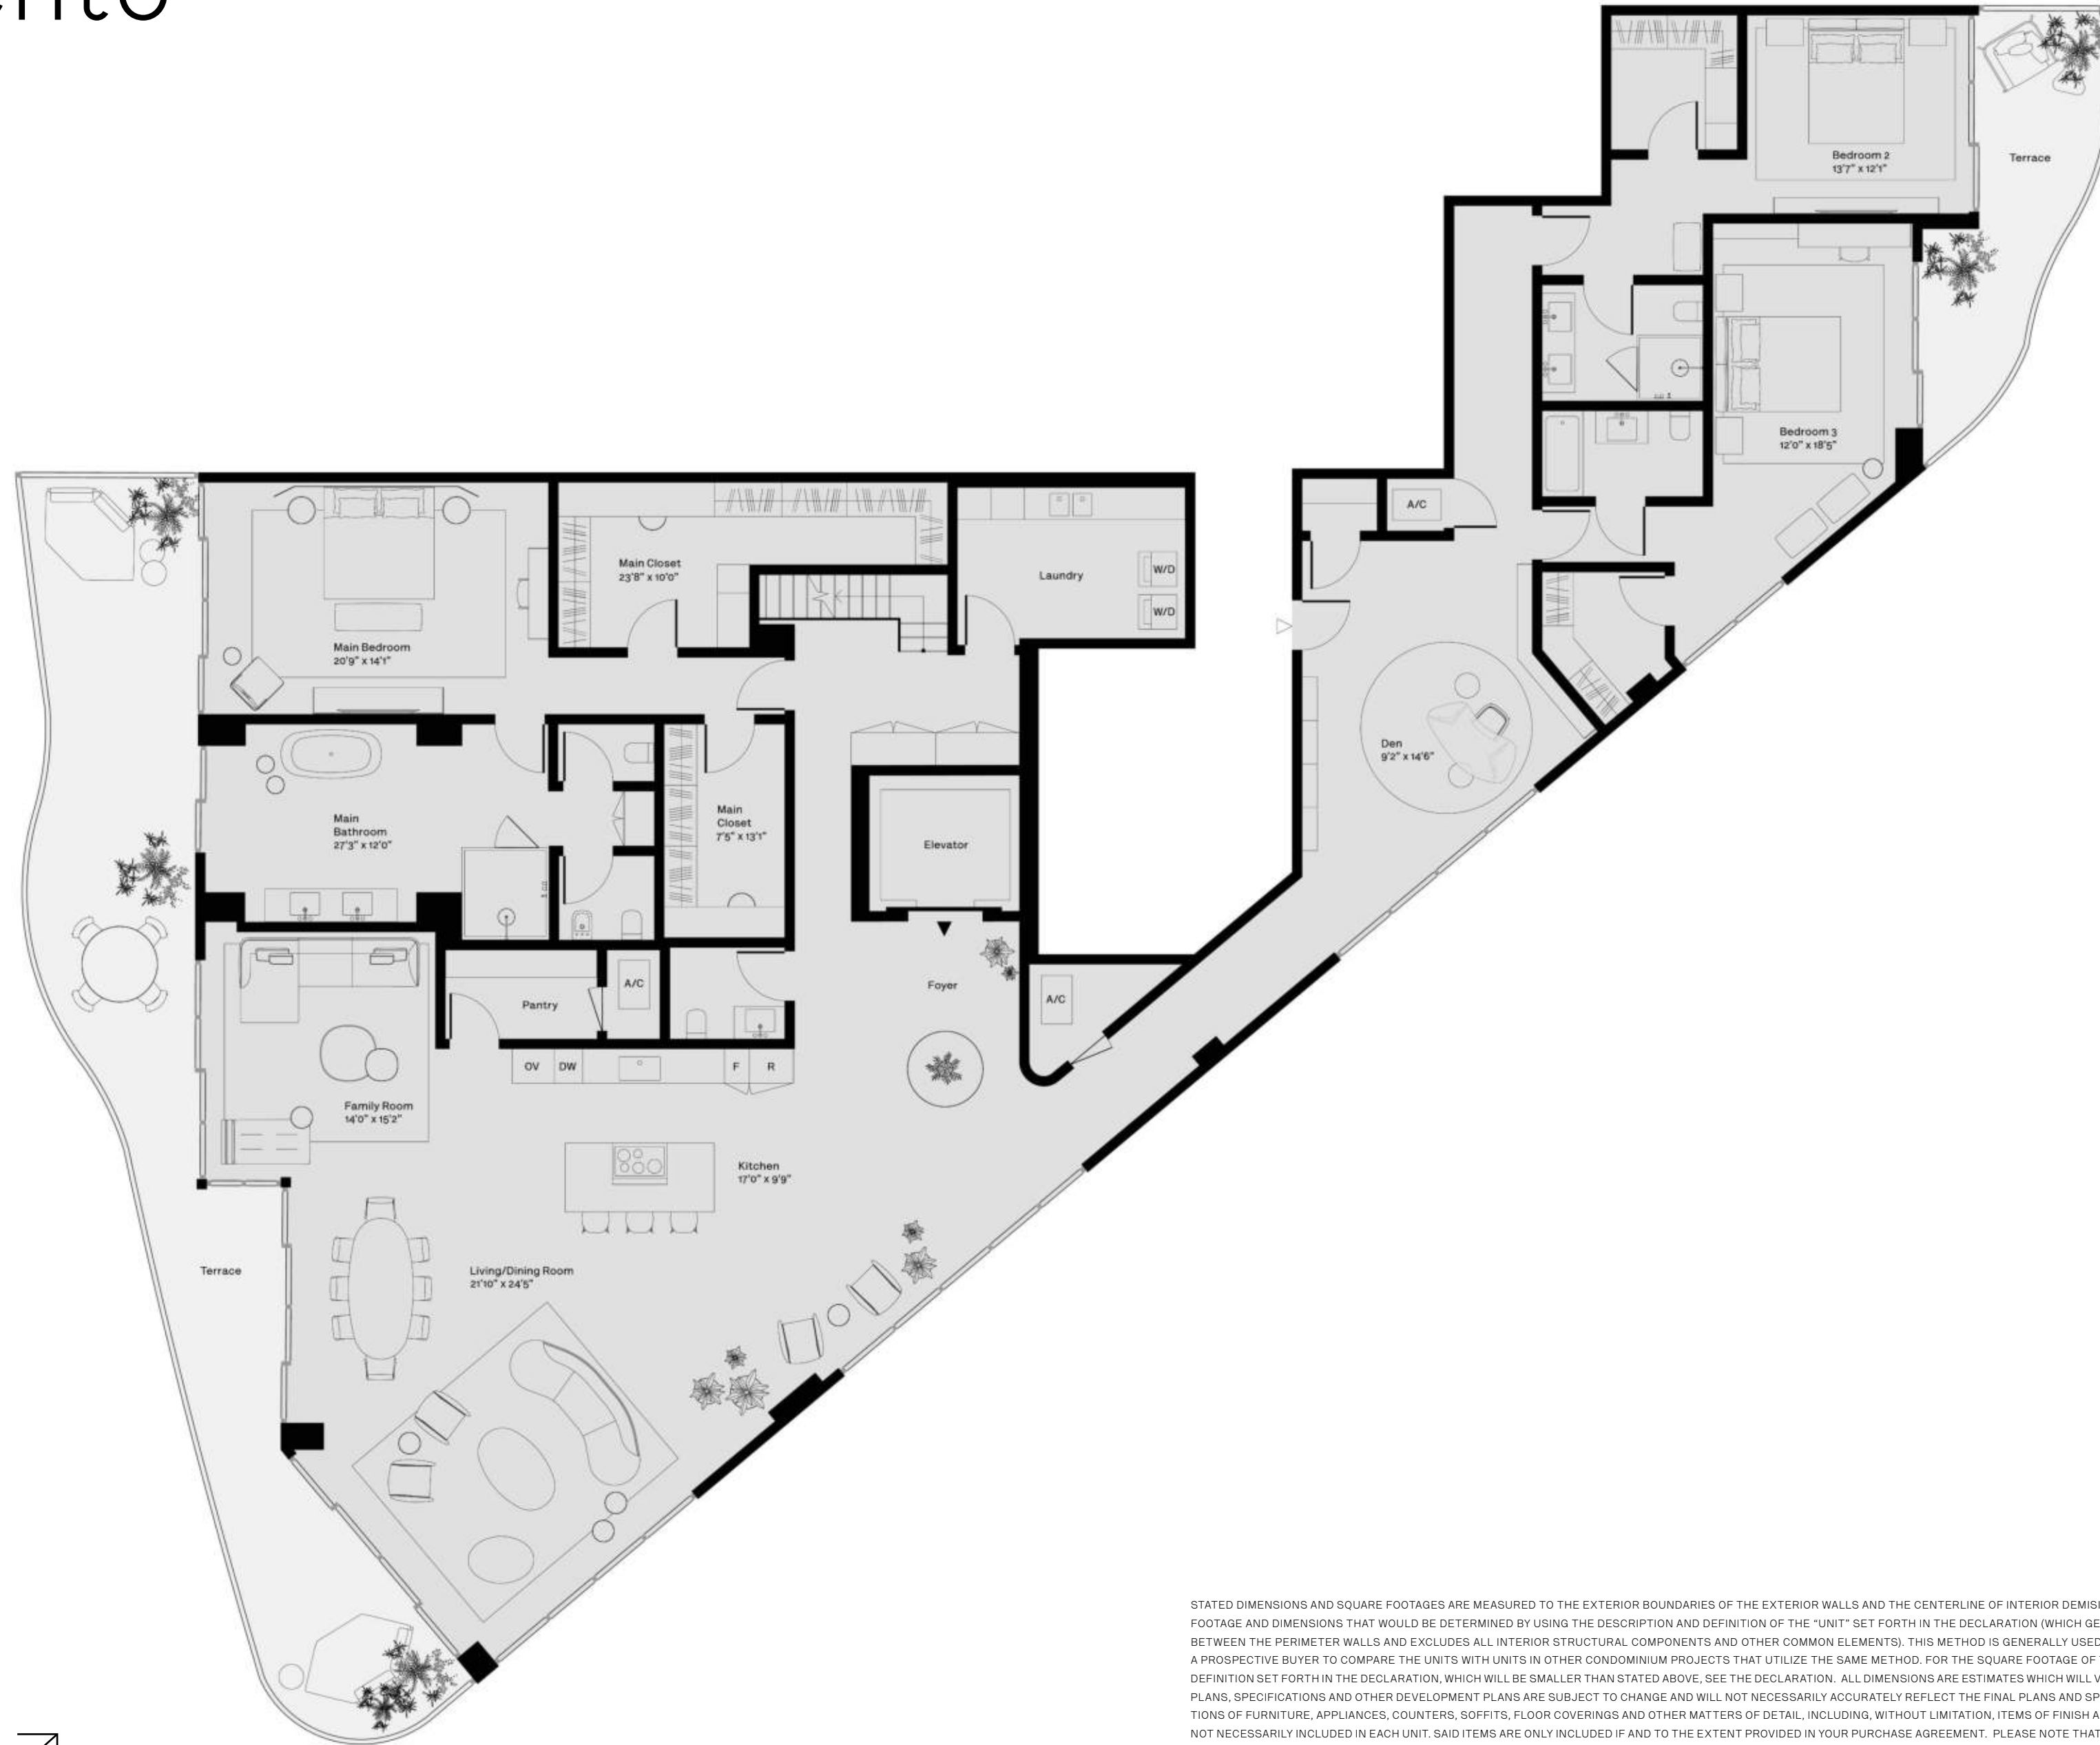 Bedroom 2
13'7" x 12'1"
Terrace
Bedroom 3
12'0" x 18'5"
A/C
Main Closet
23'8" x 10'0"
Laundry
W/D
W/D
Main Bedroom
20'9" x 14'1"
Den
9'2" x 14'6"
Main
Bathroom
27'3" x 12'0"
Main
Closet
7'5" x 13'1"
Elevator
Pantry
A/C
Foyer
A/C
OV
DW
F
R
Family Room
14'0" x 15'2"
Kitchen
17'0" x 9'9"
Terrace
Living/Dining Room
21'10" x 24'5"
STATED DIMENSIONS AND SQUARE FOOTAGES ARE MEASURED TO THE EXTERIOR BOUNDARIES OF THE EXTERIOR WALLS AND THE CENTERLINE OF INTERIOR DEMIS
FOOTAGE AND DIMENSIONS THAT WOULD BE DETERMINED BY USING THE DESCRIPTION AND DEFINITION OF THE “UNIT” SET FORTH IN THE DECLARATION (WHICH GE
BETWEEN THE PERIMETER WALLS AND EXCLUDES ALL INTERIOR STRUCTURAL COMPONENTS AND OTHER COMMON ELEMENTS). THIS METHOD IS GENERALLY USED
A PROSPECTIVE BUYER TO COMPARE THE UNITS WITH UNITS IN OTHER CONDOMINIUM PROJECTS THAT UTILIZE THE SAME METHOD. FOR THE SQUARE FOOTAGE OF
DEFINITION SET FORTH IN THE DECLARATION, WHICH WILL BE SMALLER THAN STATED ABOVE, SEE THE DECLARATION. ALL DIMENSIONS ARE ESTIMATES WHICH WILL V
PLANS, SPECIFICATIONS AND OTHER DEVELOPMENT PLANS ARE SUBJECT TO CHANGE AND WILL NOT NECESSARILY ACCURATELY REFLECT THE FINAL PLANS AND SP
TIONS OF FURNITURE, APPLIANCES, COUNTERS, SOFFITS, FLOOR COVERINGS AND OTHER MATTERS OF DETAIL, INCLUDING, WITHOUT LIMITATION, ITEMS OF FINISH A
NOT NECESSARILY INCLUDED IN EACH UNIT. SAID ITEMS ARE ONLY INCLUDED IF AND TO THE EXTENT PROVIDED IN YOUR PURCHASE AGREEMENT. PLEASE NOTE THAT